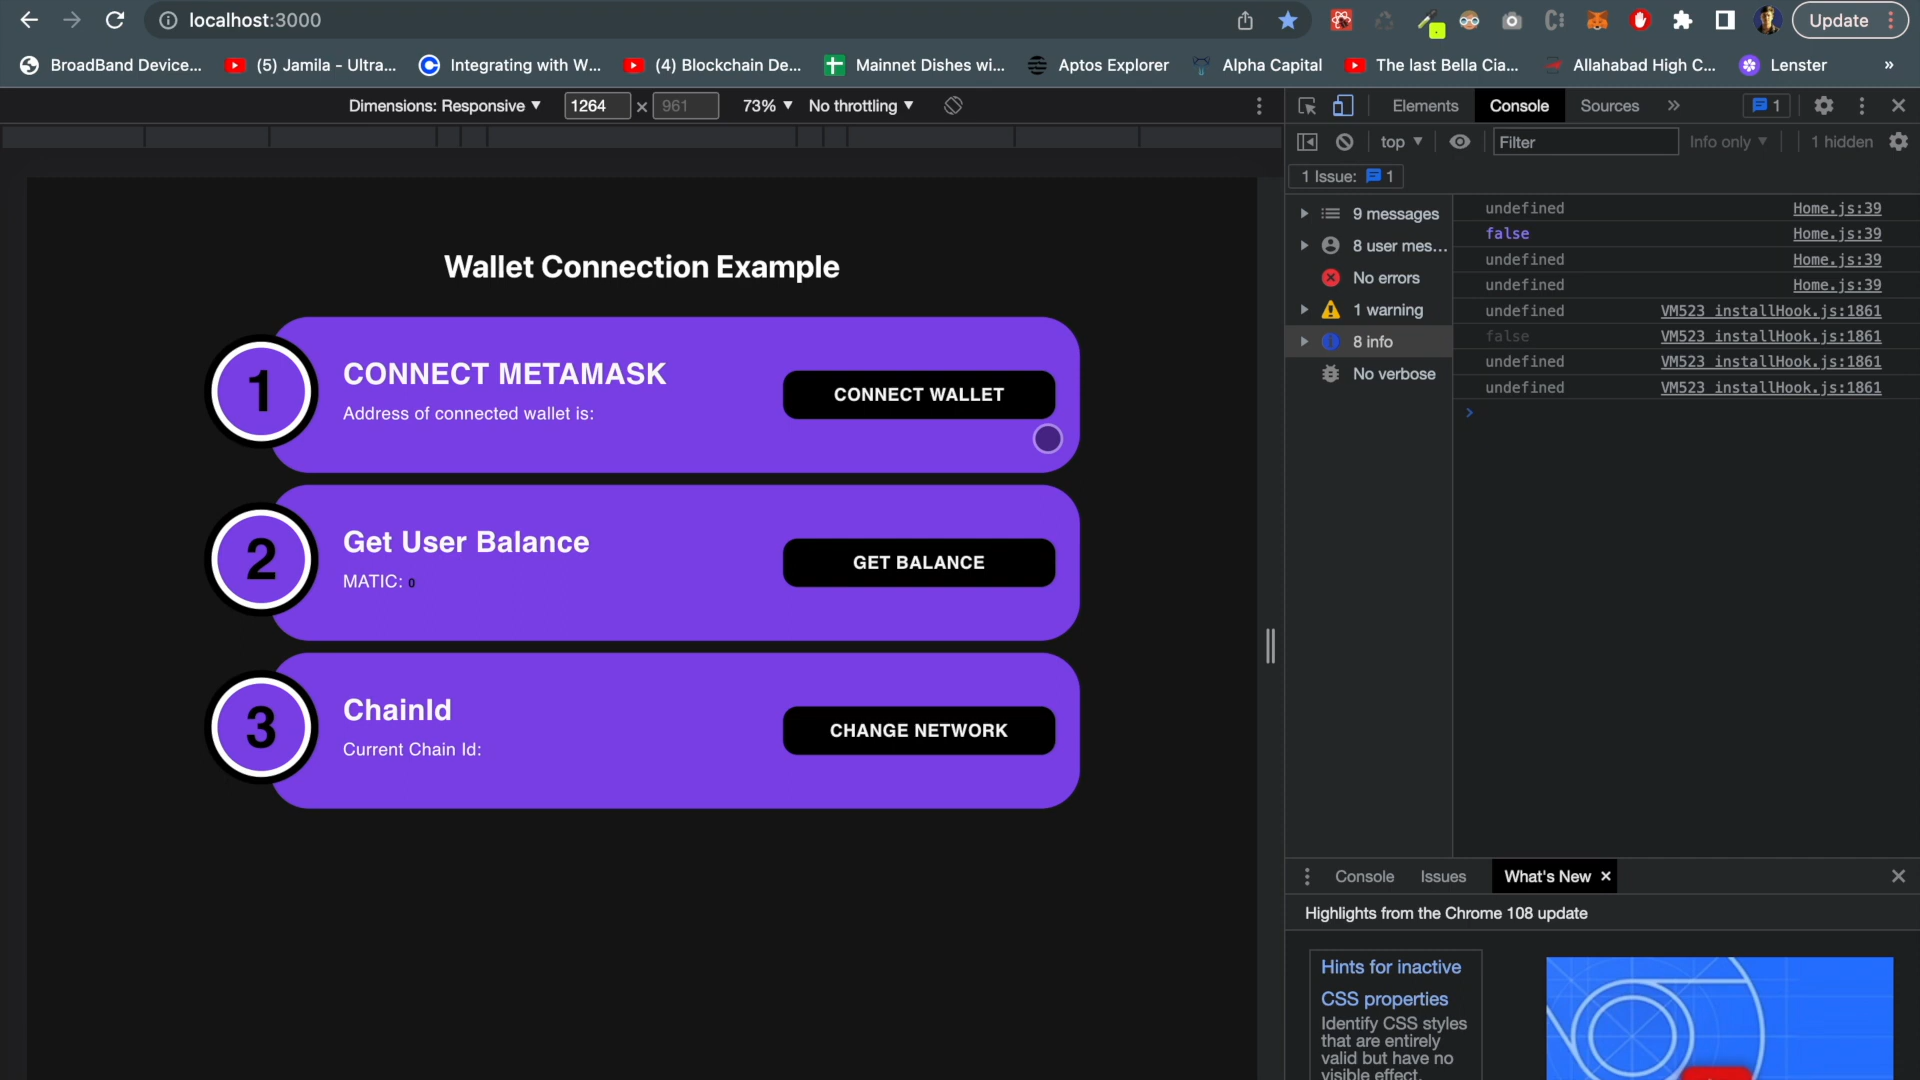 localhost:3000
Update
BroadBand Device...
(5) Jamila - Ultra...
Integrating with W...
(4) Blockchain De...
Mainnet Dishes wi...
Aptos Explorer
Alpha Capital
The last Bella Cia...
Allahabad High C...
Lenster
»
Dimensions: Responsive
1264
×
961
73%
No throttling
Elements
Console
Sources
»
1
top
Filter
Info only
1 hidden
1 Issue:
1
9 messages
8 user mes...
No errors
1 warning
8 info
No verbose
undefined Home.js:39
false Home.js:39
undefined Home.js:39
undefined Home.js:39
undefined VM523 installHook.js:1861
false VM523 installHook.js:1861
undefined VM523 installHook.js:1861
undefined VM523 installHook.js:1861
Wallet Connection Example
1
CONNECT METAMASK
Address of connected wallet is:
CONNECT WALLET
2
Get User Balance
MATIC: 0
GET BALANCE
3
ChainId
Current Chain Id:
CHANGE NETWORK
Console
Issues
What's New
Highlights from the Chrome 108 update
Hints for inactive
CSS properties
Identify CSS styles
that are entirely
valid but have no
visible effect.